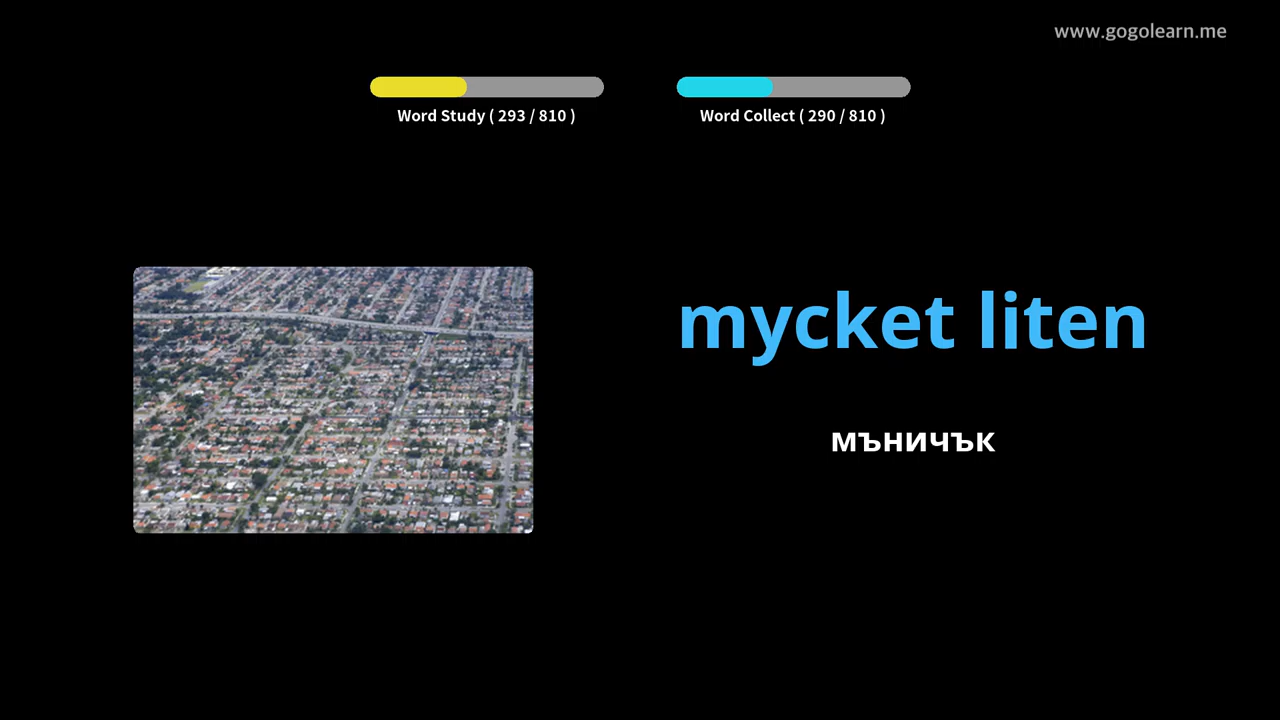 www.gogolearn.me
Word Study ( 293 / 810 )
Word Collect ( 290 / 810 )
mycket liten
мъничък